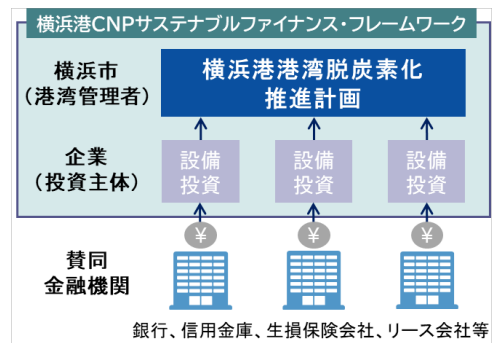 横浜港CNPサステナブルファイナンス・フレームワーク
横浜市
(港湾管理者)
横浜港港湾脱炭素化
推進計画
企業
(投資主体)
設備
投資
設備
投資
設備
投資
¥
¥
¥
賛同
金融機関
銀行、信用金庫、生損保険会社、リース会社等